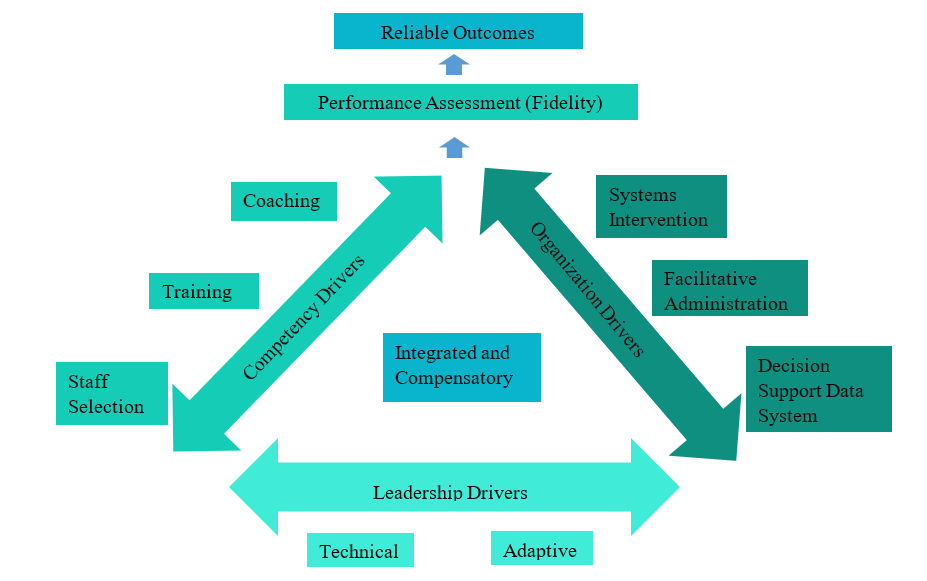 Reliable Outcomes
Performance Assessment (Fidelity)
Coaching
Systems
Intervention
Training
Competency Drivers
Organization Drivers
Facilitative
Administration
Integrated and
Compensatory
Staff
Selection
Decision
Support Data
System
Leadership Drivers
Technical
Adaptive